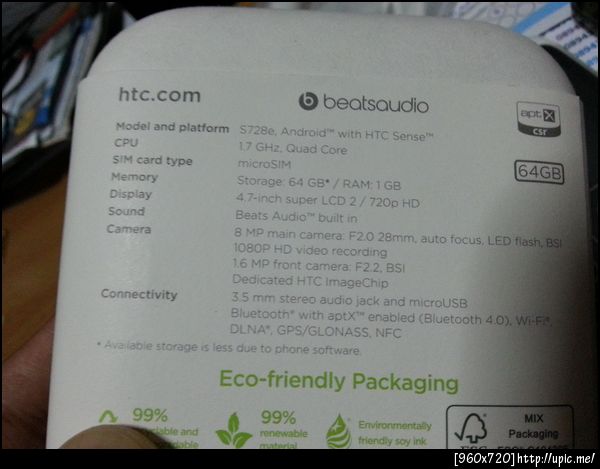 htc.com
beatsaudio
aptX
CSR
Model and platform S728e, Android™ with HTC Sense™
CPU 1.7 GHz, Quad Core
SIM card type microSIM
Memory Storage: 64 GB* / RAM: 1 GB
64GB
Display 4.7-inch super LCD 2 / 720p HD
Sound Beats Audio™ built in
Camera 8 MP main camera: F2.0 28mm, auto focus, LED flash, BSI
1080P HD video recording
1.6 MP front camera: F2.2, BSI
Dedicated HTC ImageChip
Connectivity 3.5 mm stereo audio jack and microUSB
Bluetooth® with aptX™ enabled (Bluetooth 4.0), Wi-Fi®,
DLNA®, GPS/GLONASS, NFC
* Available storage is less due to phone software.
Eco-friendly Packaging
99%
and
99%
renewable
material
Environmentally
friendly soy ink
FSC
MIX
Packaging
[960x720]http://upic.me/